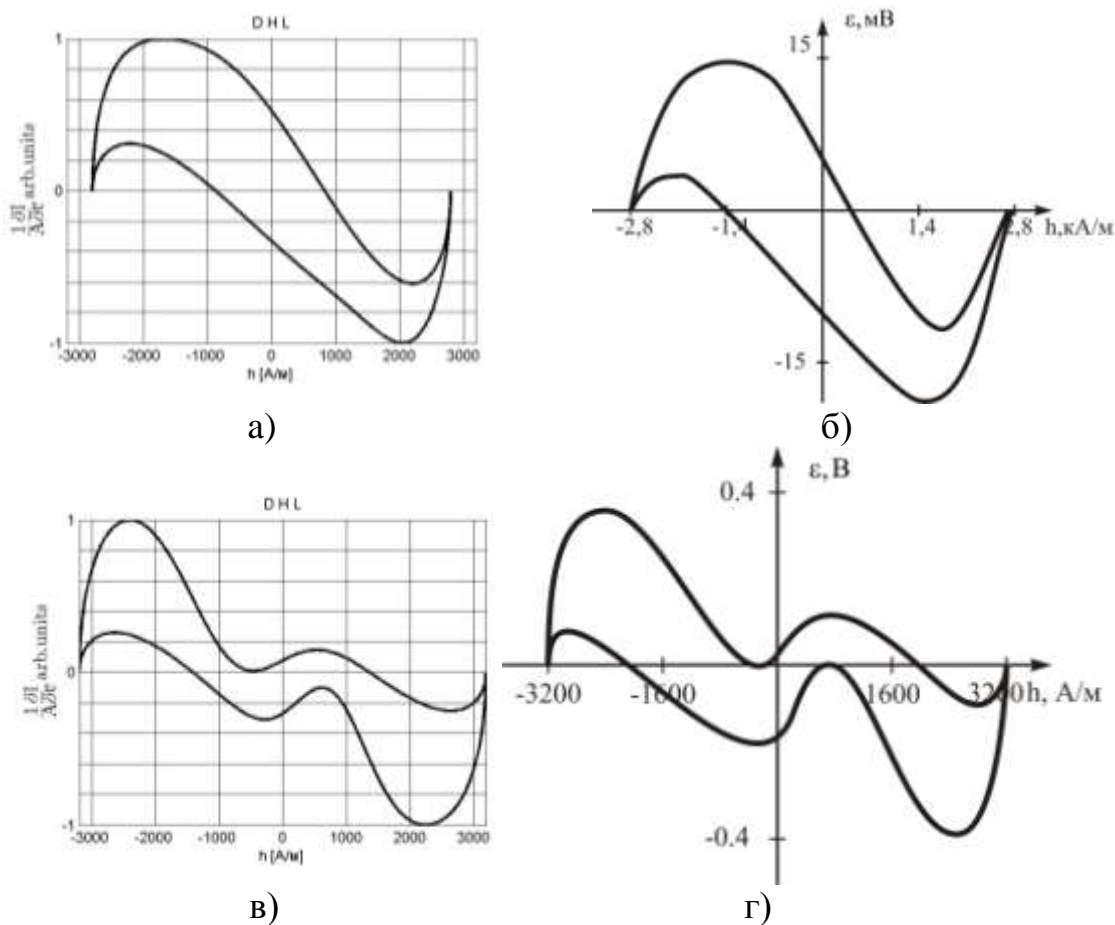 D H L
1 ∂I
A ∂t arb.units
1
0
-1
-3000 -2000 -1000 0 1000 2000 3000
h [А/м]
а)
ε, мВ
15
-2,8 -1,4 1,4 2,8 h,кА/м
-15
б)
D H L
1 ∂I
A ∂t arb.units
1
0
-1
-3000 -2000 -1000 0 1000 2000 3000
h [А/м]
в)
ε, В
0.4
-3200 -1600 1600 3200 h, А/м
-0.4
г)